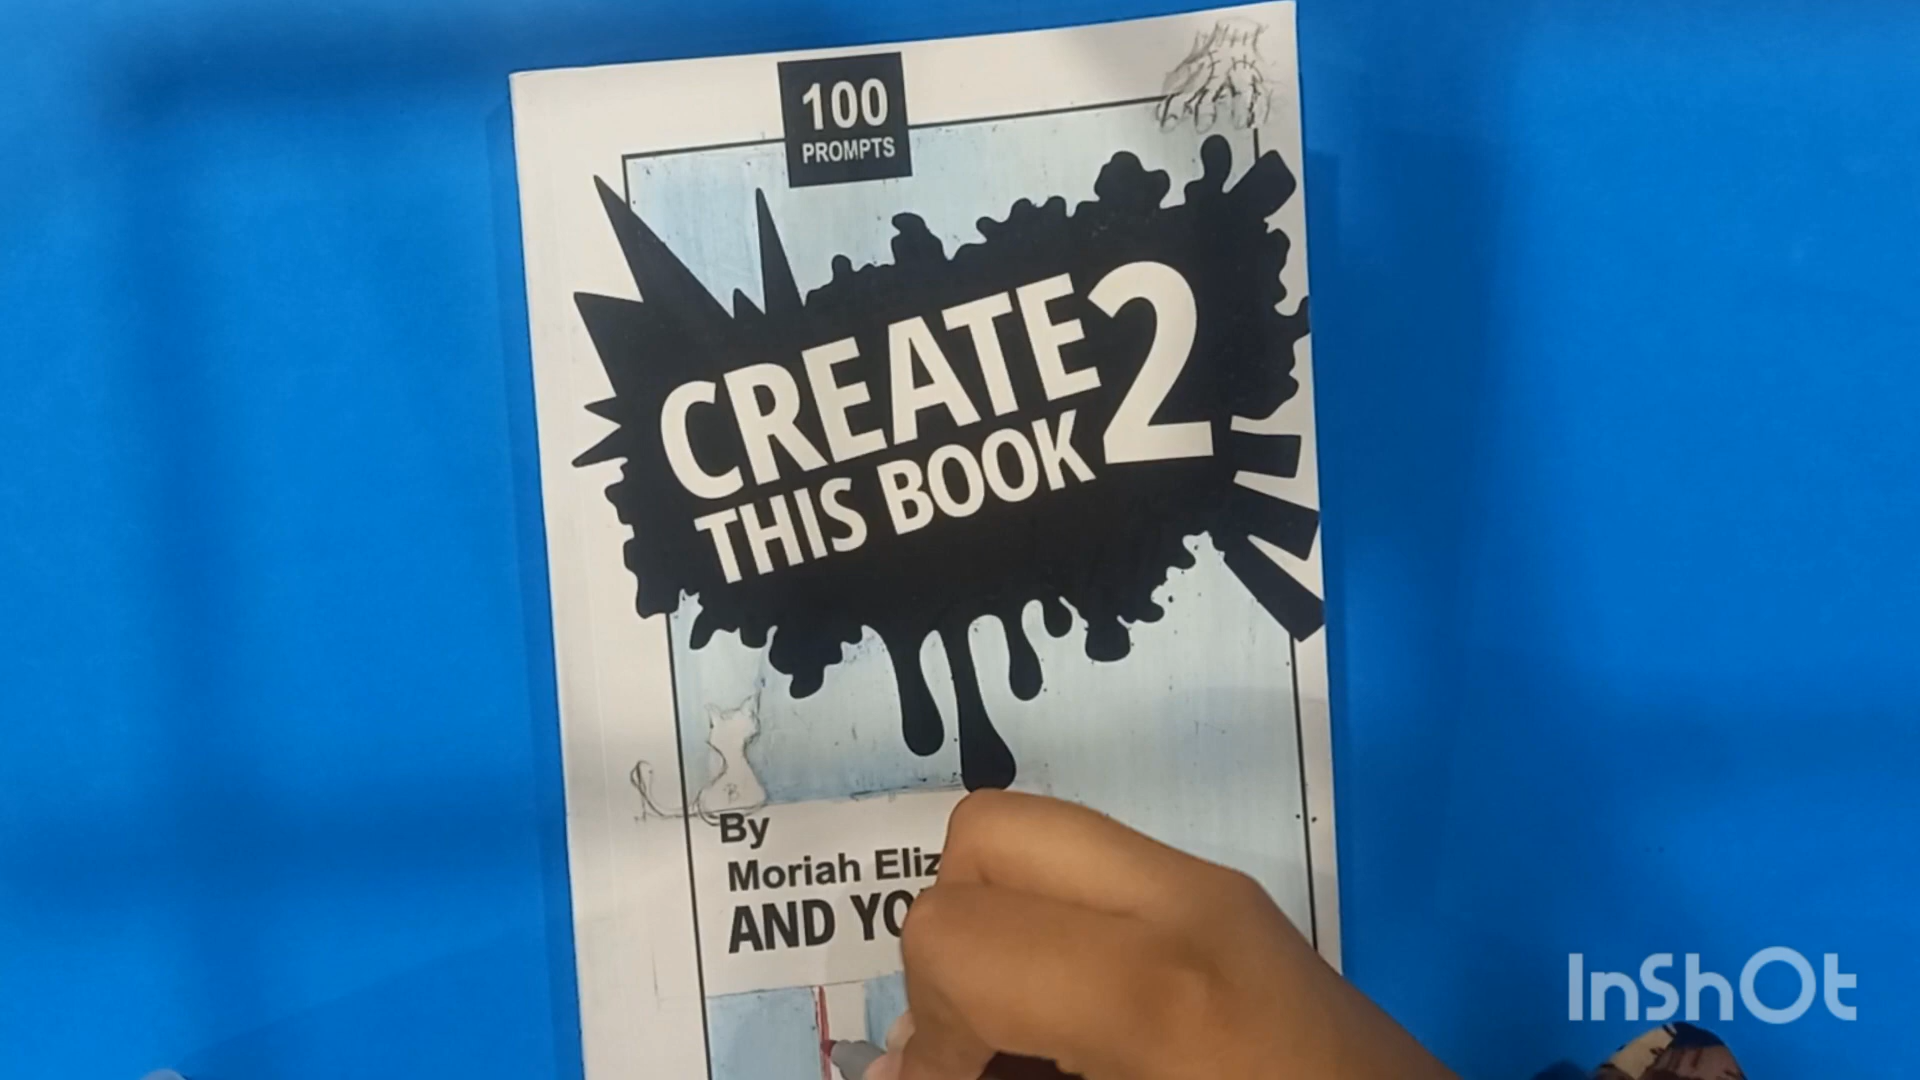 100
PROMPTS
CREATE 2
THIS BOOK
B
By
Moriah Eliz
AND YO
InShOt